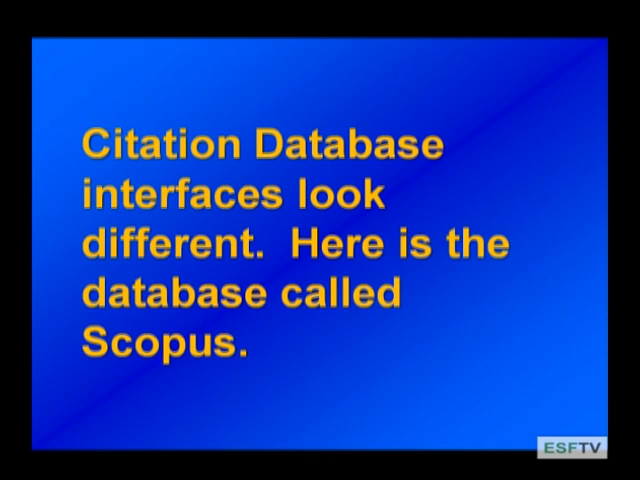 Citation Database
interfaces look
different.  Here is the
database called
Scopus.
ESFTV